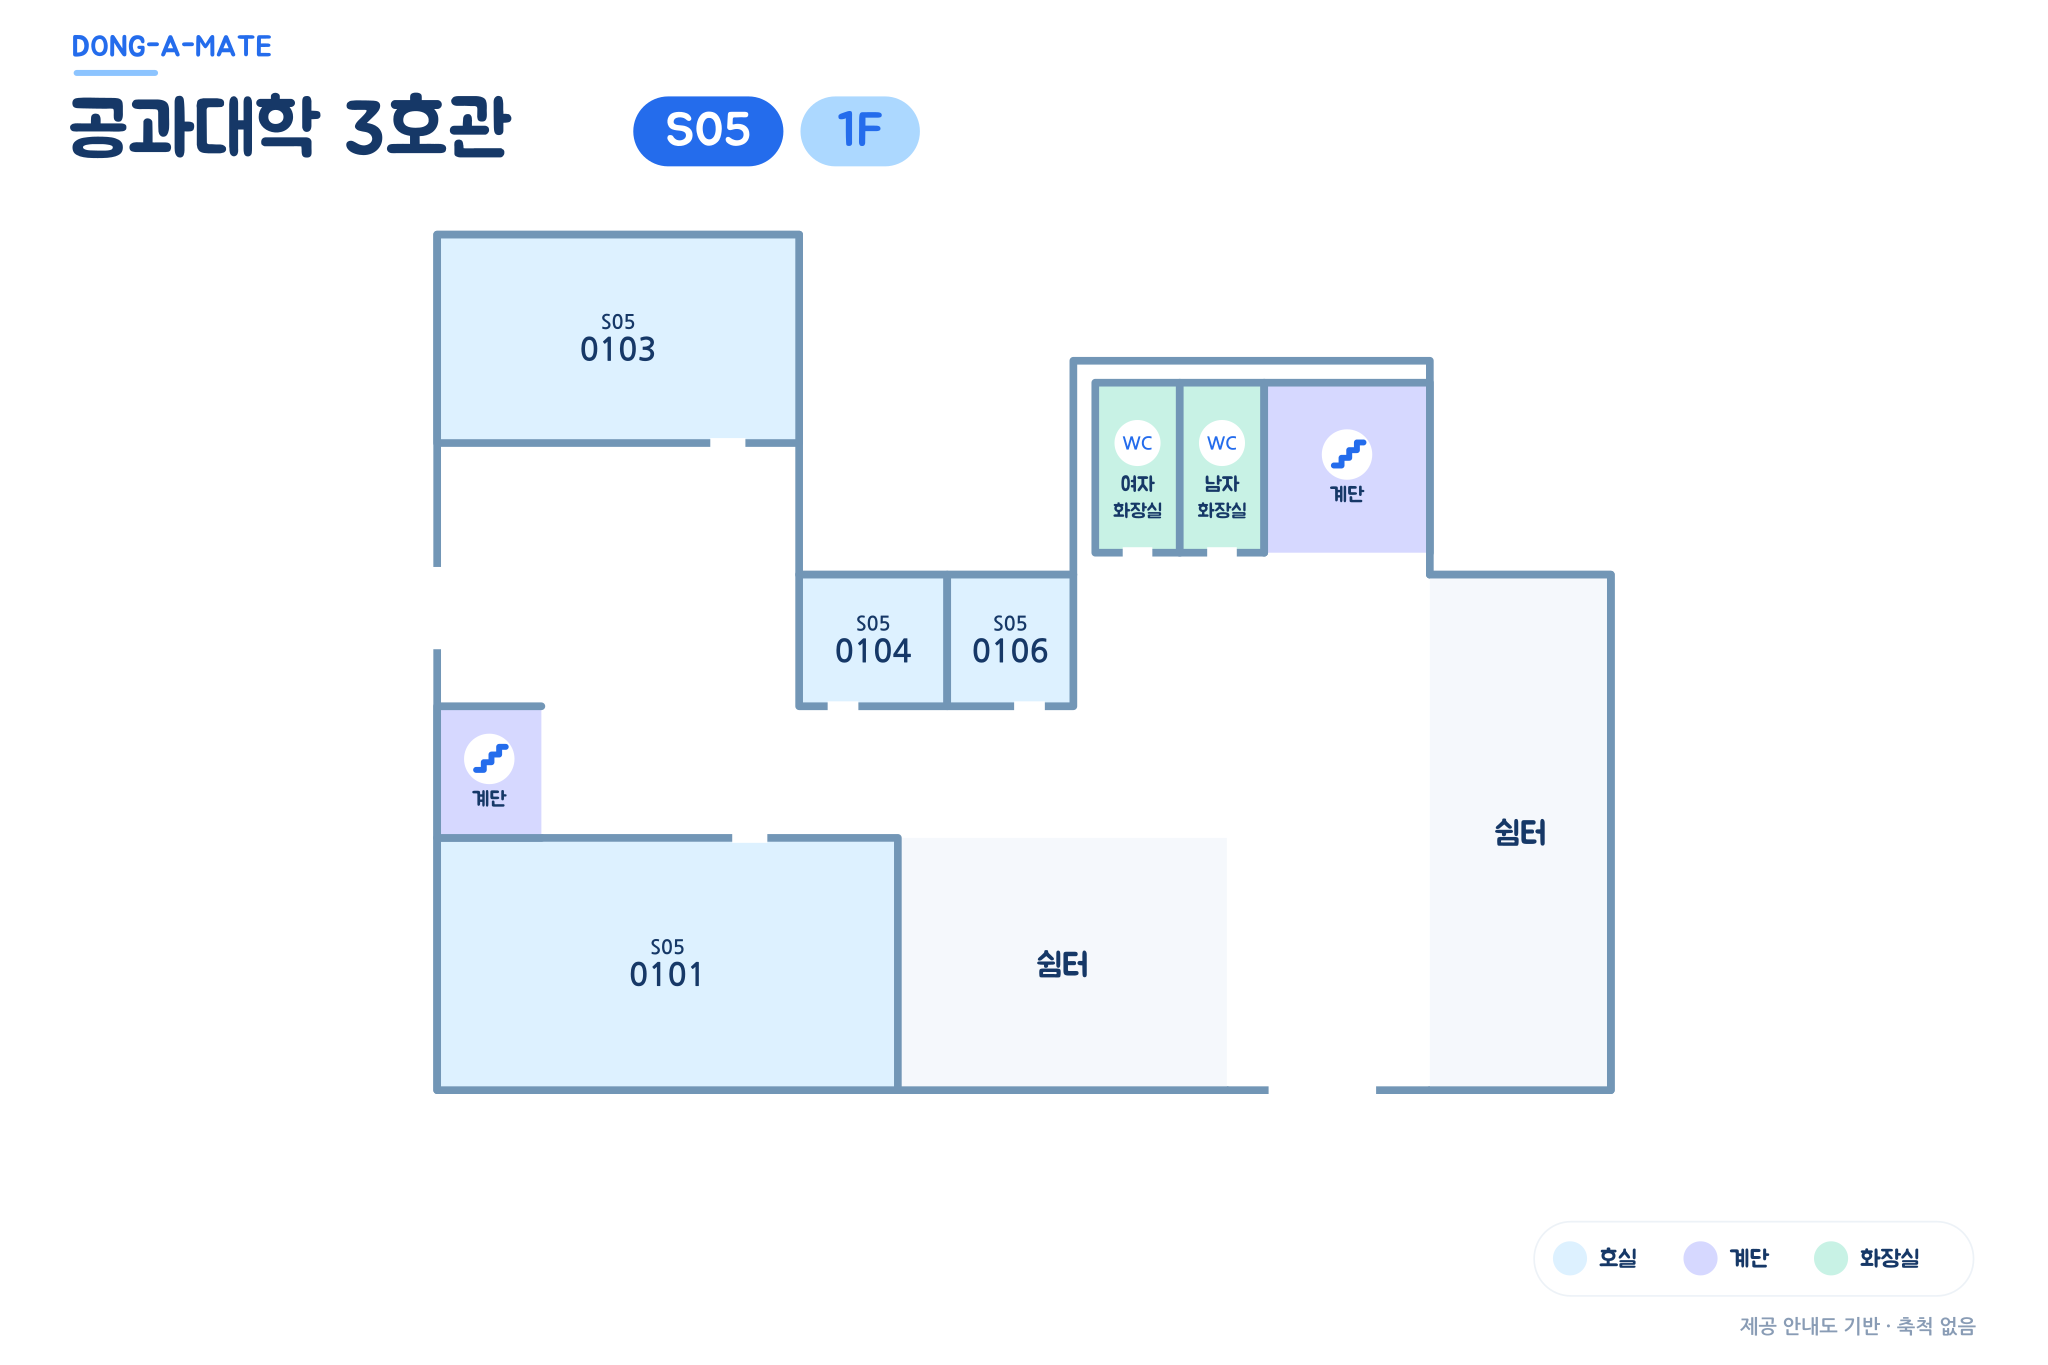 DONG-A-MATE
공과대학 3호관
S05
1F
S05
0103
WC
여자
화장실
WC
남자
화장실
계단
S05
0104
S05
0106
계단
쉼터
S05
0101
쉼터
호실
계단
화장실
제공 안내도 기반 · 축척 없음